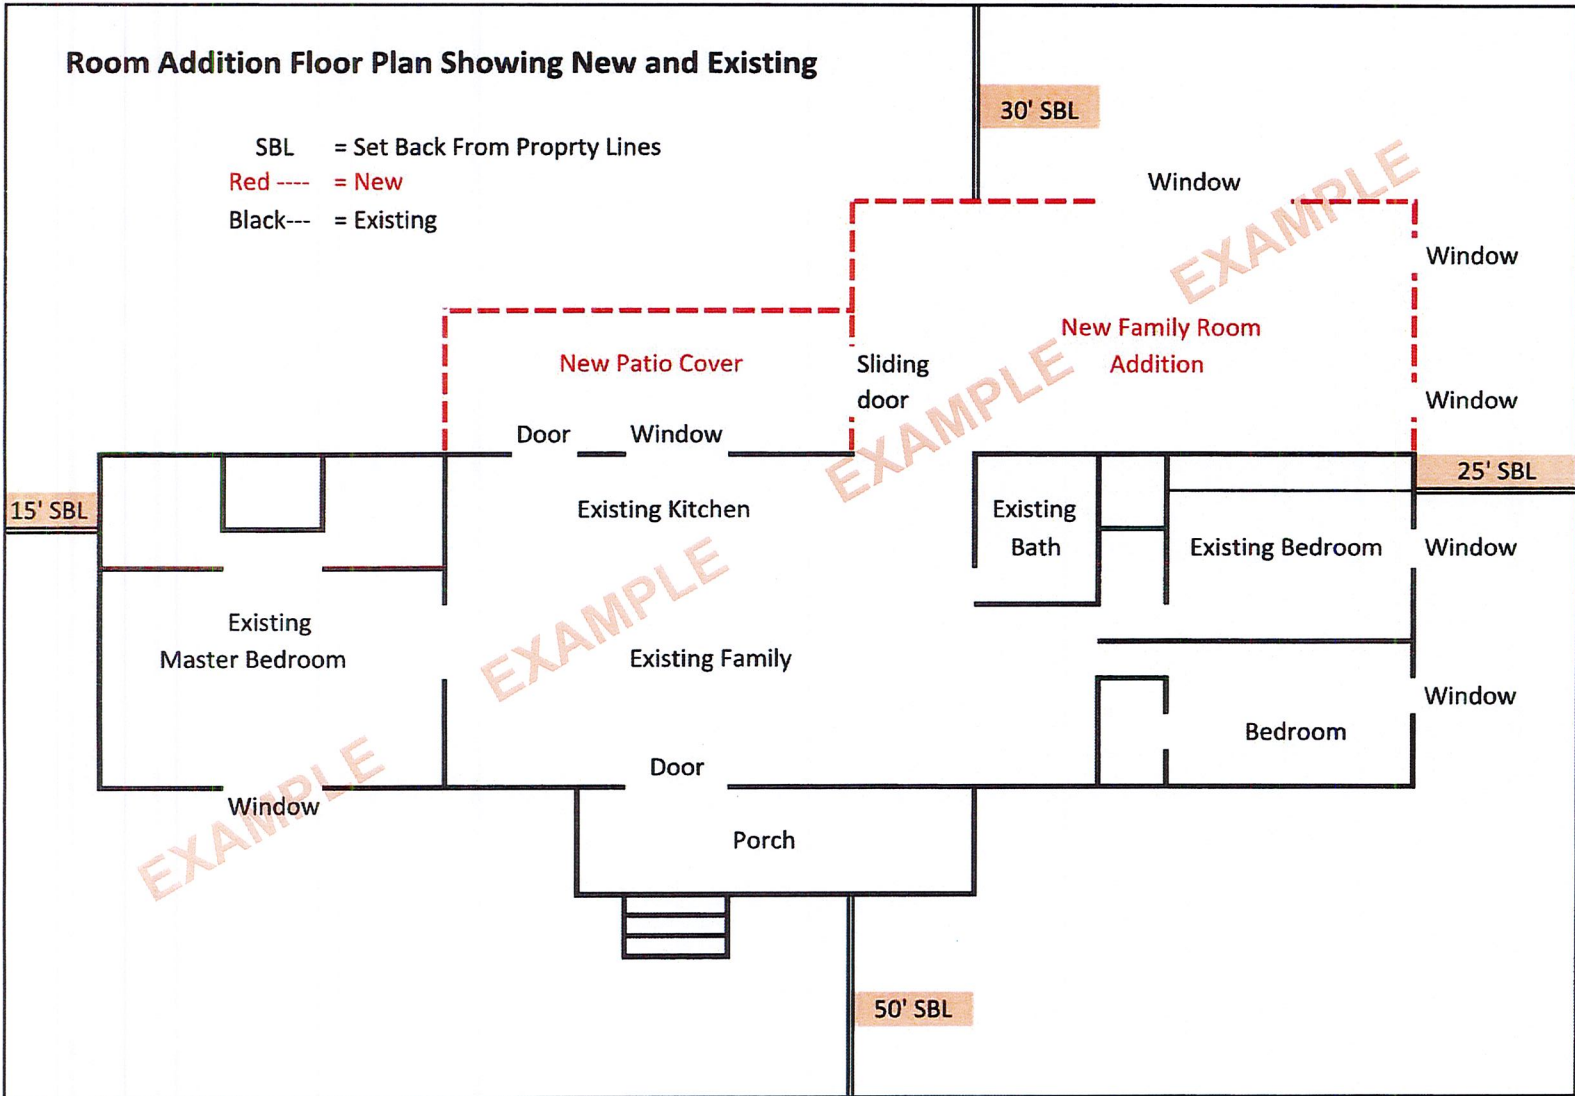 Room Addition Floor Plan Showing New and Existing
30' SBL
SBL = Set Back From Proprty Lines
Red ---- = New
Black--- = Existing
Window
EXAMPLE
Window
New Family Room
Addition
New Patio Cover
Sliding
door
Window
EXAMPLE
Door
Window
25' SBL
15' SBL
Existing Kitchen
Existing
Bath
Existing Bedroom
Window
EXAMPLE
Existing
Master Bedroom
Existing Family
Window
Bedroom
Door
Window
EXAMPLE
Porch
50' SBL